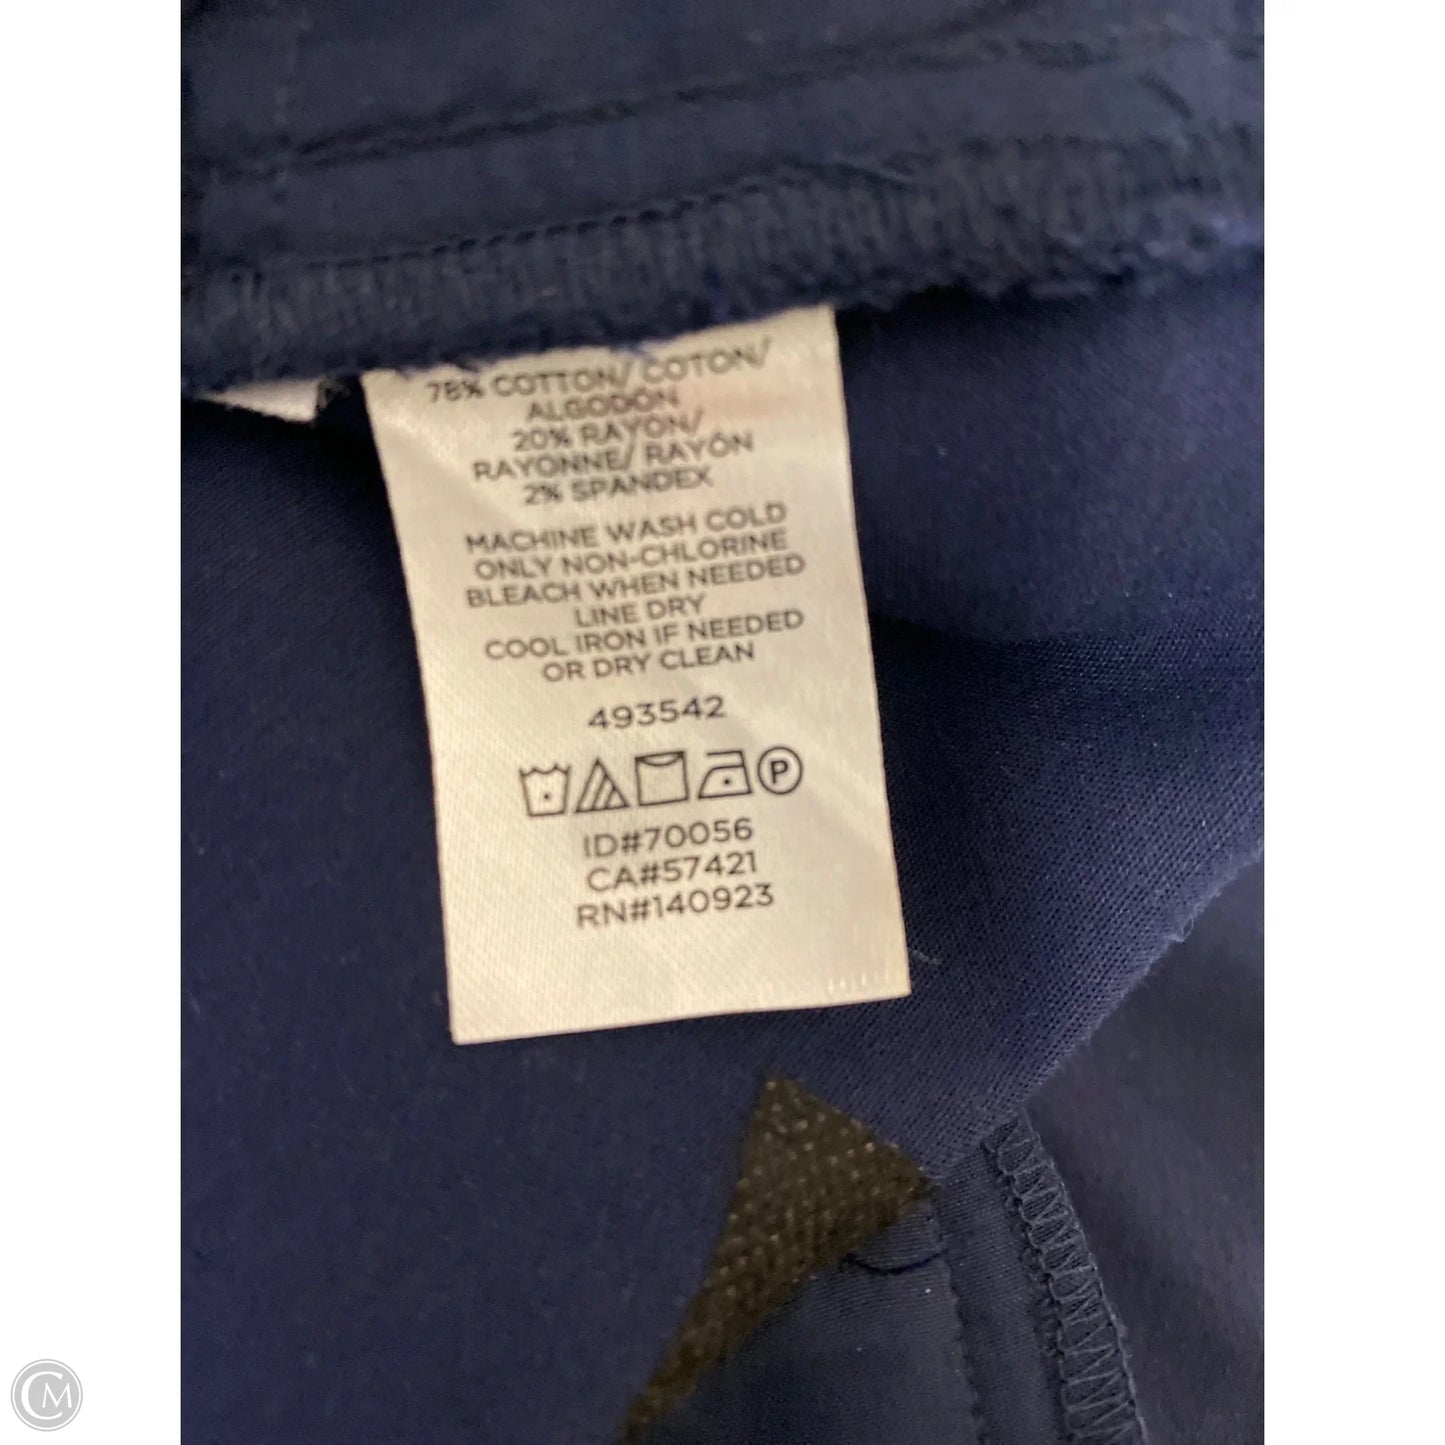 78% COTTON/ COTON/
ALGODÓN
20% RAYON/
RAYONNE/ RAYÓN
2% SPANDEX
MACHINE WASH COLD
ONLY NON-CHLORINE
BLEACH WHEN NEEDED
LINE DRY
COOL IRON IF NEEDED
OR DRY CLEAN
493542
P
ID#70056
CA#57421
RN#140923
CM